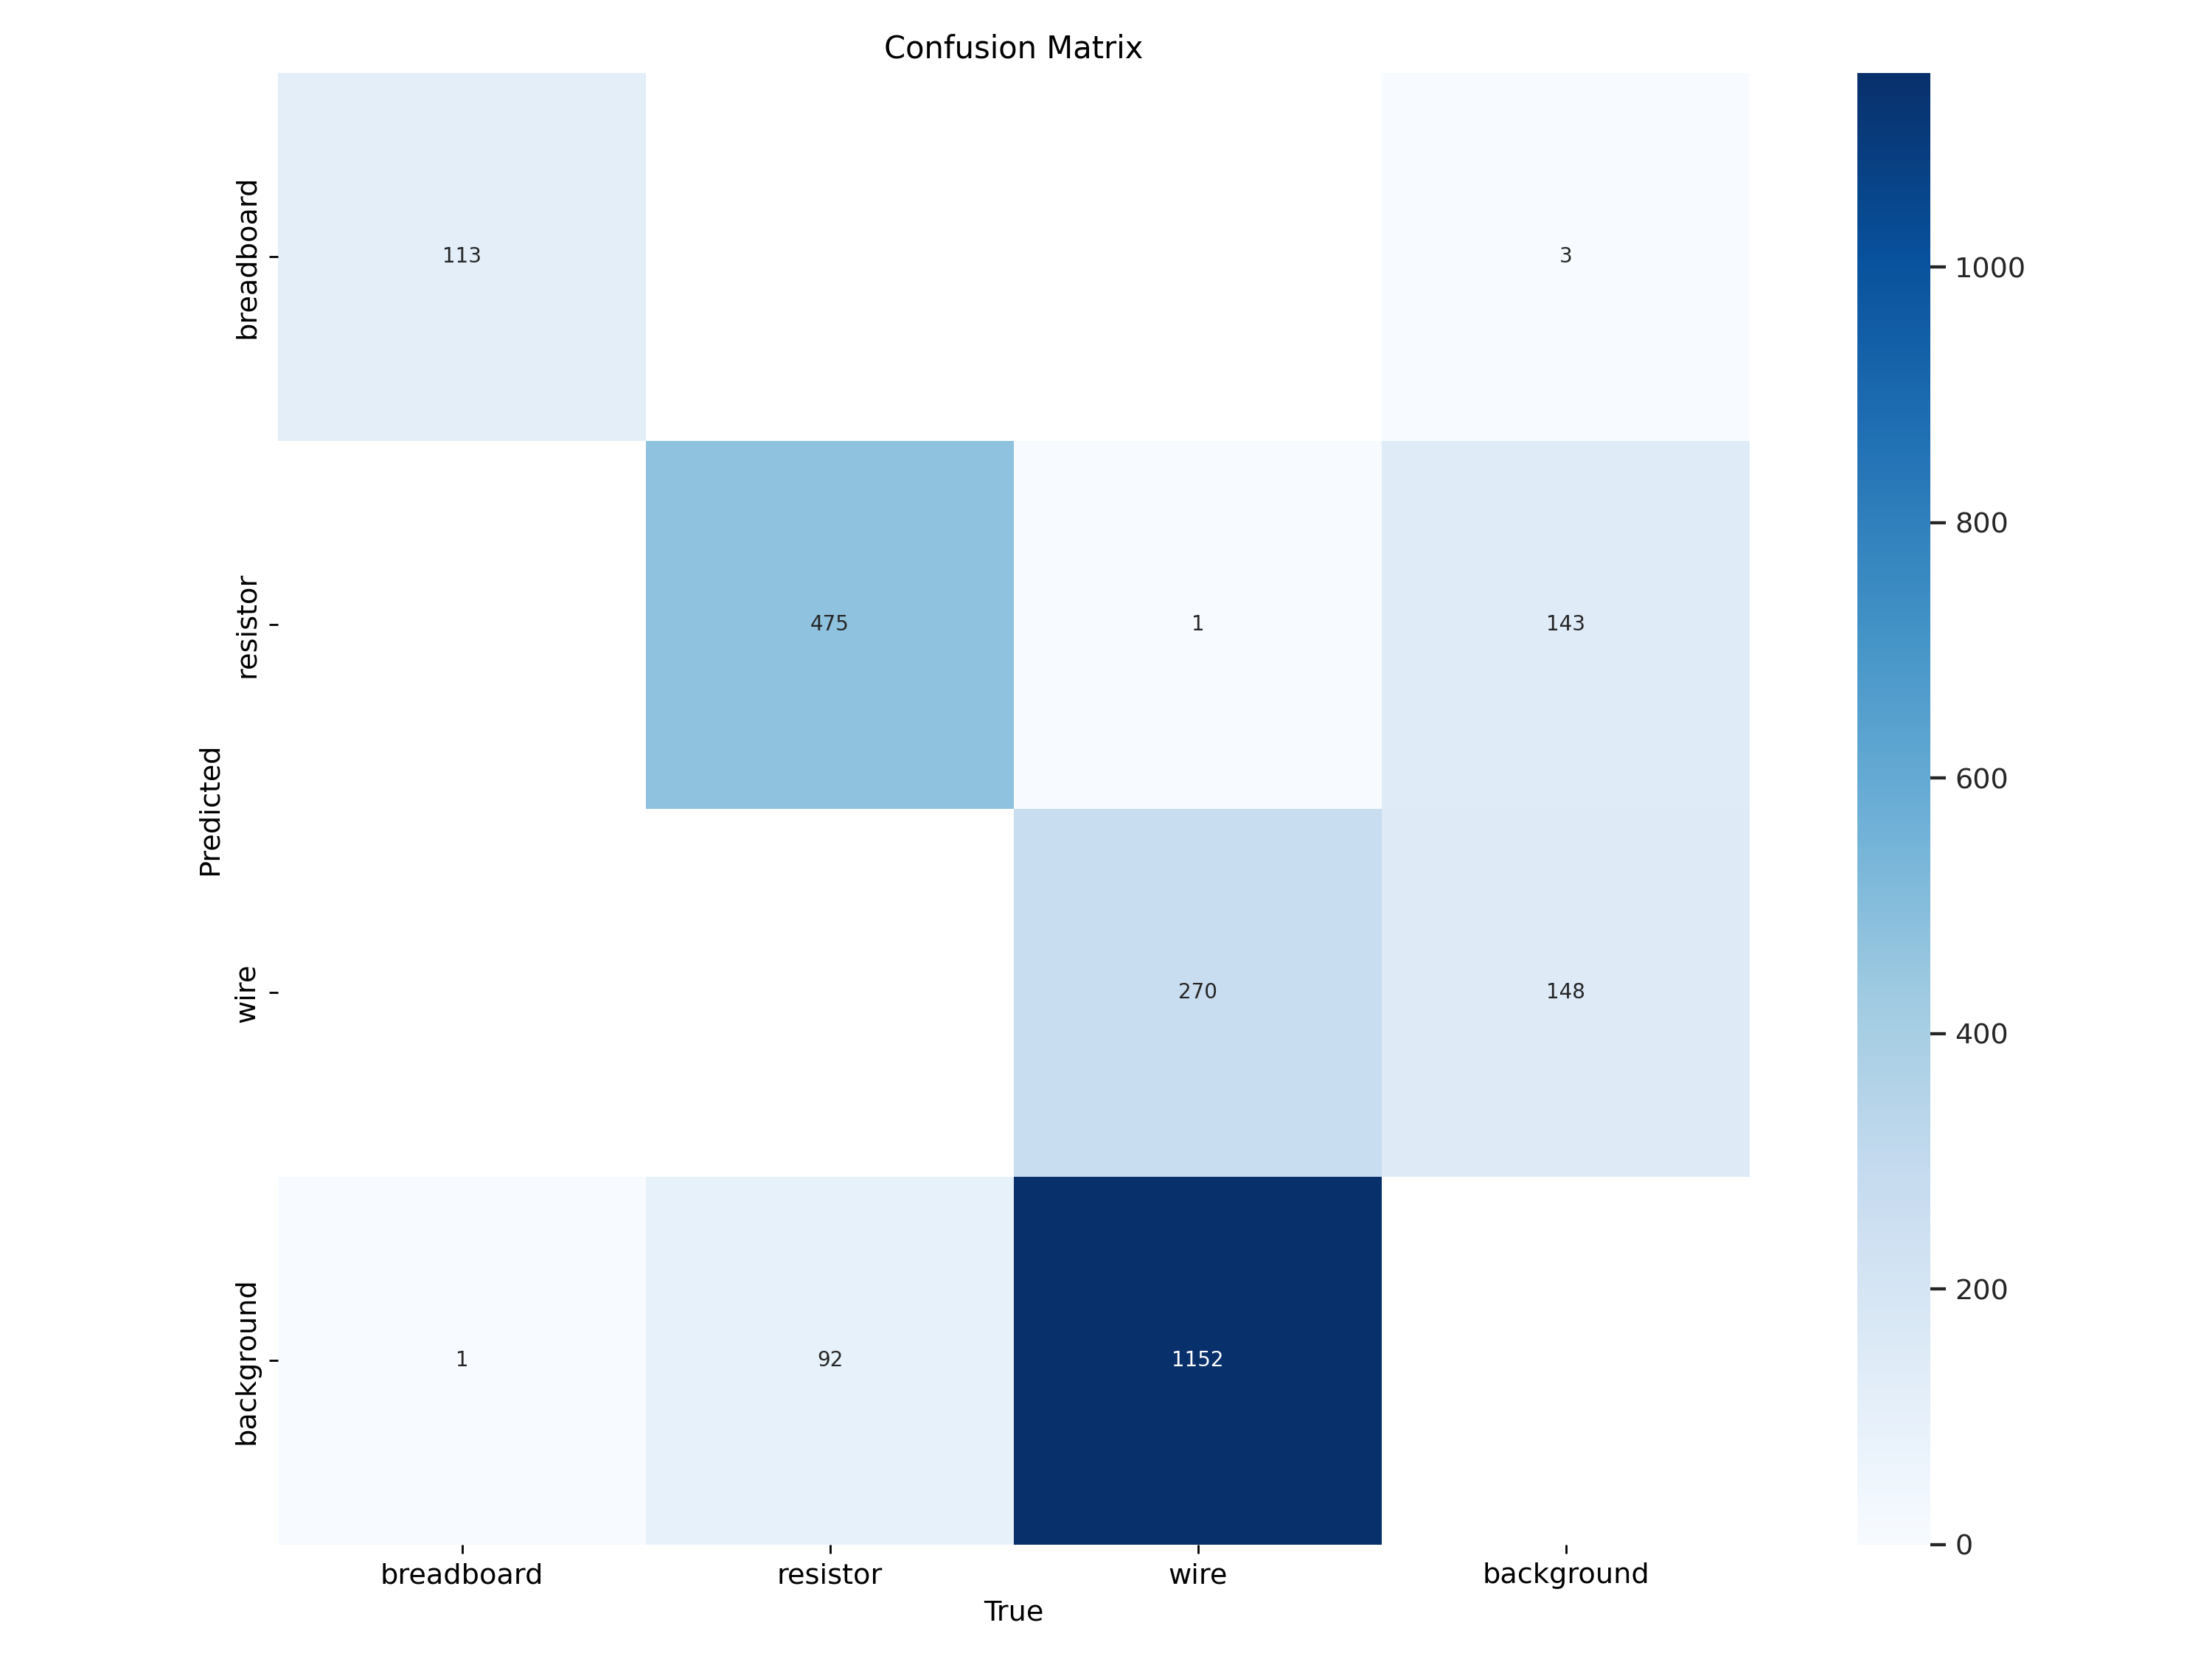 Confusion Matrix
breadboard
113
3
1000
800
resistor
475
1
143
Predicted
600
wire
270
148
400
200
background
1
92
1152
0
breadboard
resistor
wire
background
True